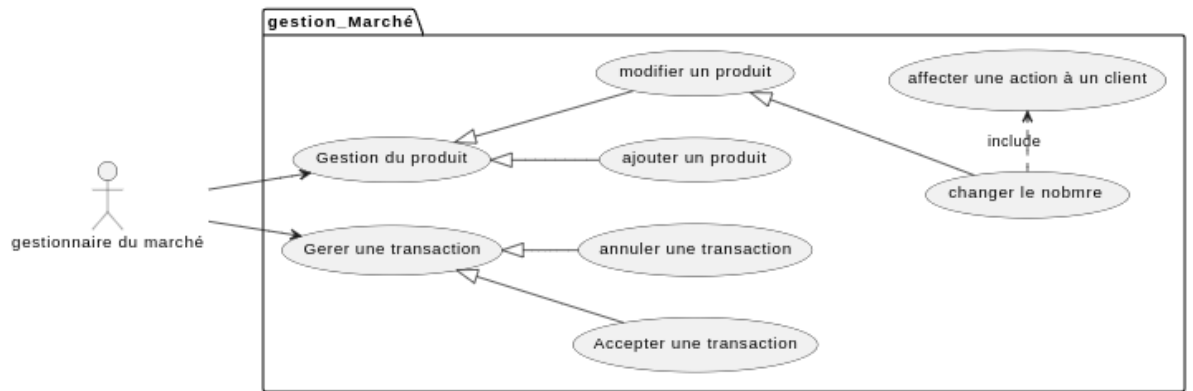 gestion_Marché
modifier un produit
affecter une action à un client
include
Gestion du produit
ajouter un produit
changer le nobmre
gestionnaire du marché
Gerer une transaction
annuler une transaction
Accepter une transaction